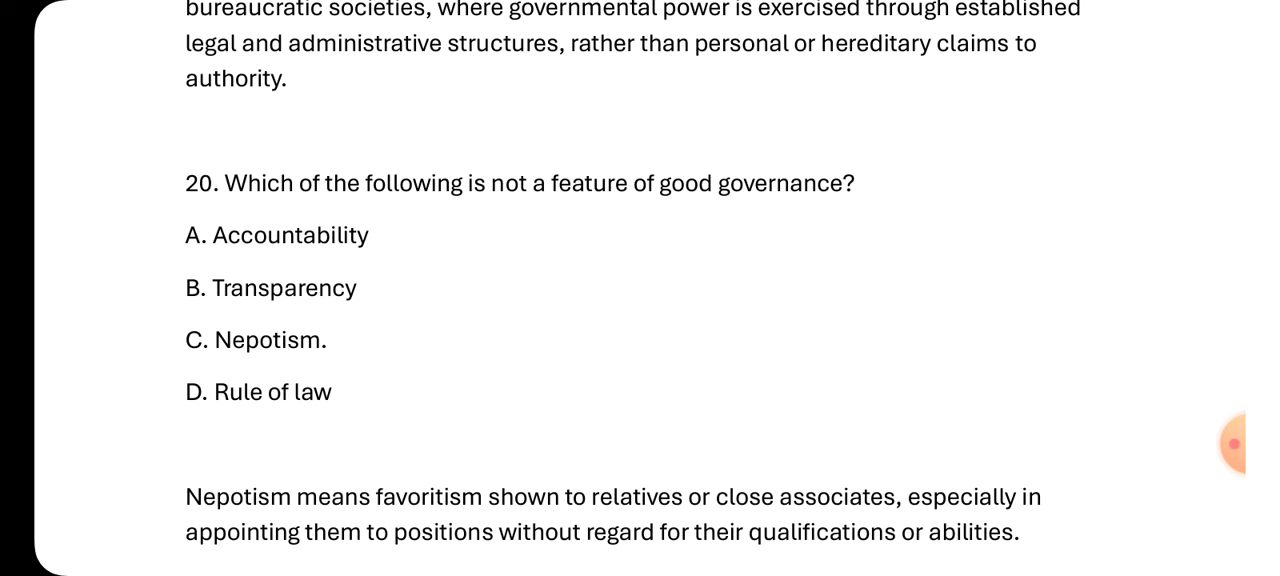 bureaucratic societies, where governmental power is exercised through established
legal and administrative structures, rather than personal or hereditary claims to
authority.
20. Which of the following is not a feature of good governance?
A. Accountability
B. Transparency
C. Nepotism.
D. Rule of law
Nepotism means favoritism shown to relatives or close associates, especially in
appointing them to positions without regard for their qualifications or abilities.